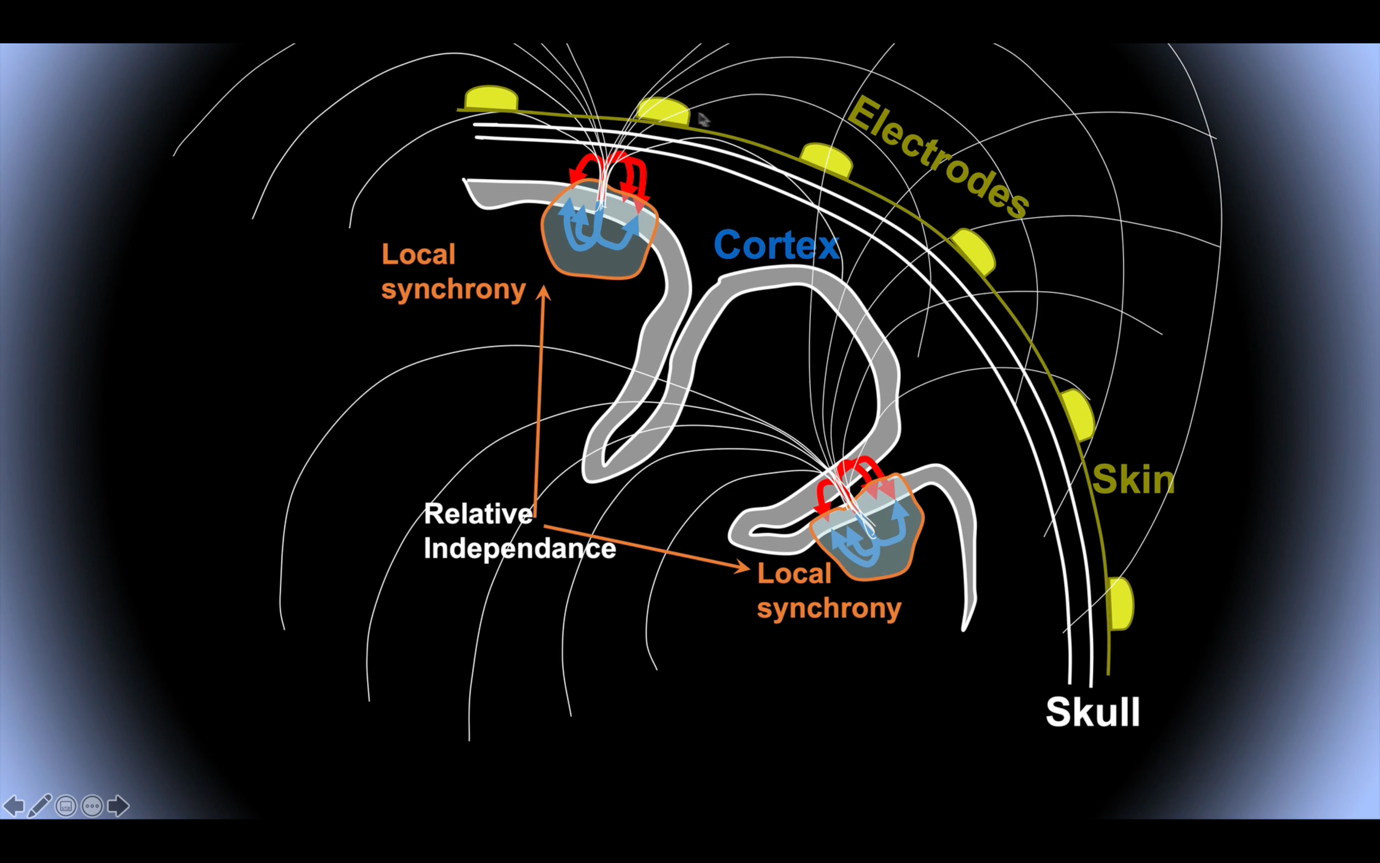 Electrodes
Cortex
Local
synchrony
Skin
Relative
Independance
Local
synchrony
Skull